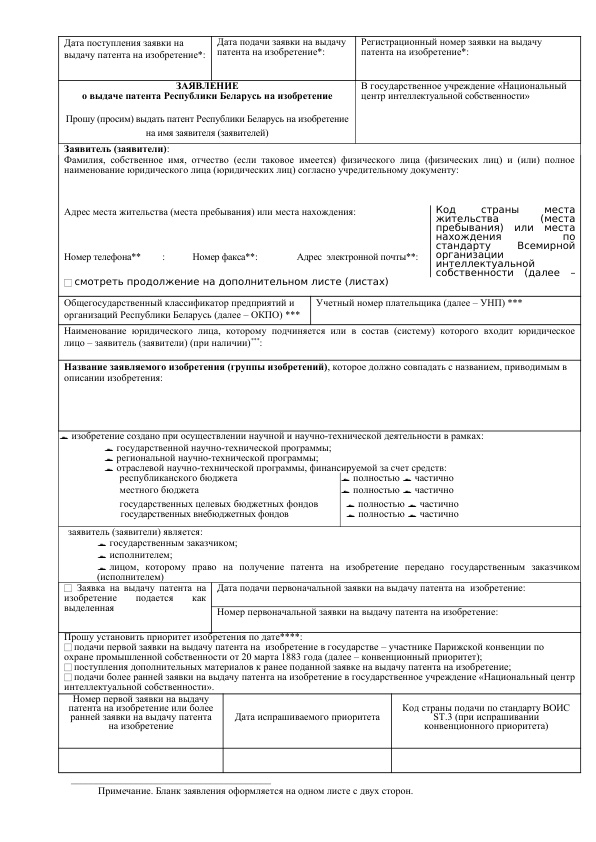 Дата поступления заявки на
выдачу патента на изобретение*:
Дата подачи заявки на выдачу
патента на изобретение*:
Регистрационный номер заявки на выдачу
патента на изобретение*:
ЗАЯВЛЕНИЕ
о выдаче патента Республики Беларусь на изобретение
Прошу (просим) выдать патент Республики Беларусь на изобретение
на имя заявителя (заявителей)
В государственное учреждение «Национальный
центр интеллектуальной собственности»
Заявитель (заявители):
Фамилия, собственное имя, отчество (если таковое имеется) физического лица (физических лиц) и (или) полное
наименование юридического лица (юридических лиц) согласно учредительному документу:
Адрес места жительства (места пребывания) или места нахождения:
Номер телефона** : Номер факса**: Адрес электронной почты**:
Код страны места
жительства (места
пребывания) или места
нахождения по
стандарту Всемирной
организации
интеллектуальной
собственности (далее –
□ смотреть продолжение на дополнительном листе (листах)
Общегосударственный классификатор предприятий и
организаций Республики Беларусь (далее – ОКПО) ***
Учетный номер плательщика (далее – УНП) ***
Наименование юридического лица, которому подчиняется или в состав (систему) которого входит юридическое
лицо – заявитель (заявители) (при наличии)***:
Название заявляемого изобретения (группы изобретений), которое должно совпадать с названием, приводимым в
описании изобретения:
изобретение создано при осуществлении научной и научно-технической деятельности в рамках:
государственной научно-технической программы;
региональной научно-технической программы;
отраслевой научно-технической программы, финансируемой за счет средств:
республиканского бюджета полностью частично
местного бюджета полностью частично
государственных целевых бюджетных фондов полностью частично
государственных внебюджетных фондов полностью частично
заявитель (заявители) является:
государственным заказчиком;
исполнителем;
лицом, которому право на получение патента на изобретение передано государственным заказчиком
(исполнителем)
□ Заявка на выдачу патента на
изобретение подается как
выделенная
Дата подачи первоначальной заявки на выдачу патента на изобретение:
Номер первоначальной заявки на выдачу патента на изобретение:
Прошу установить приоритет изобретения по дате****:
□ подачи первой заявки на выдачу патента на изобретение в государстве – участнике Парижской конвенции по
охране промышленной собственности от 20 марта 1883 года (далее – конвенционный приоритет);
□ поступления дополнительных материалов к ранее поданной заявке на выдачу патента на изобретение;
□ подачи более ранней заявки на выдачу патента на изобретение в государственное учреждение «Национальный центр
интеллектуальной собственности».
Номер первой заявки на выдачу
патента на изобретение или более
ранней заявки на выдачу патента
на изобретение
Дата испрашиваемого приоритета
Код страны подачи по стандарту ВОИС
ST.3 (при испрашивании
конвенционного приоритета)
Примечание. Бланк заявления оформляется на одном листе с двух сторон.